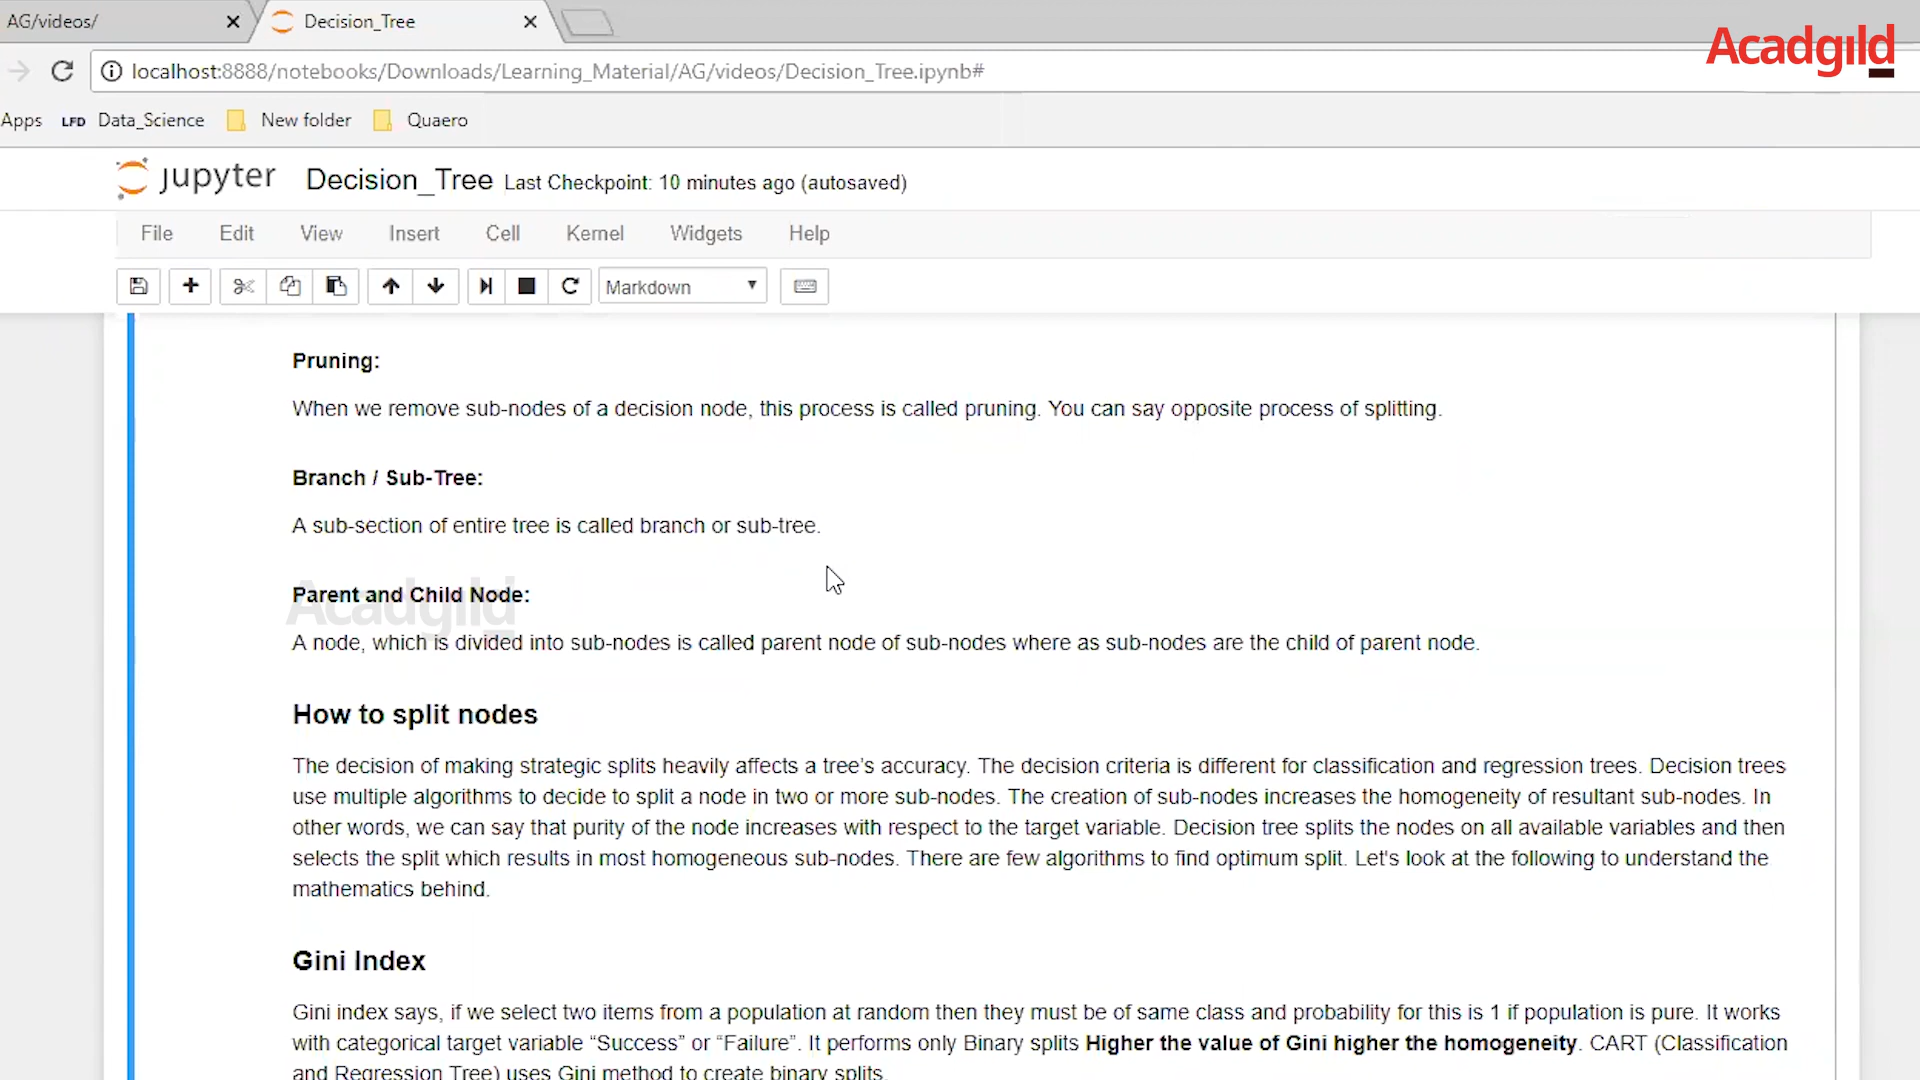 AG/videos/
Decision_Tree
Acadgild
localhost:8888/notebooks/Downloads/Learning_Material/AG/videos/Decision_Tree.ipynb#
Apps LFD Data_Science New folder Quaero
jupyter Decision_Tree Last Checkpoint: 10 minutes ago (autosaved)
File Edit View Insert Cell Kernel Widgets Help
Markdown
Pruning:
When we remove sub-nodes of a decision node, this process is called pruning. You can say opposite process of splitting.
Branch / Sub-Tree:
A sub-section of entire tree is called branch or sub-tree.
Acadgild
Parent and Child Node:
A node, which is divided into sub-nodes is called parent node of sub-nodes where as sub-nodes are the child of parent node.
How to split nodes
The decision of making strategic splits heavily affects a tree’s accuracy. The decision criteria is different for classification and regression trees. Decision trees
use multiple algorithms to decide to split a node in two or more sub-nodes. The creation of sub-nodes increases the homogeneity of resultant sub-nodes. In
other words, we can say that purity of the node increases with respect to the target variable. Decision tree splits the nodes on all available variables and then
selects the split which results in most homogeneous sub-nodes. There are few algorithms to find optimum split. Let's look at the following to understand the
mathematics behind.
Gini Index
Gini index says, if we select two items from a population at random then they must be of same class and probability for this is 1 if population is pure. It works
with categorical target variable “Success” or “Failure”. It performs only Binary splits Higher the value of Gini higher the homogeneity. CART (Classification
and Regression Tree) uses Gini method to create binary splits.